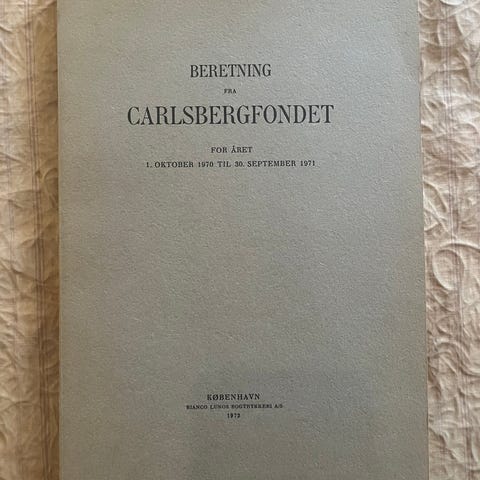 BERETNING
FRA
CARLSBERGFONDET
FOR ÅRET
1. OKTOBER 1970 TIL 30. SEPTEMBER 1971
KØBENHAVN
BIANCO LUNOS BOGTRYKKERI A/S
1972